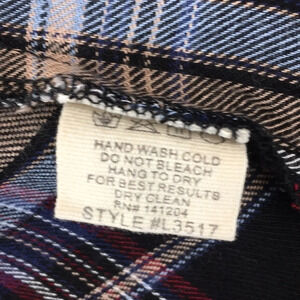 HAND WASH COLD
DO NOT BLEACH
HANG TO DRY
FOR BEST RESULTS
DRY CLEAN
RN# 141204
STYLE #L3517